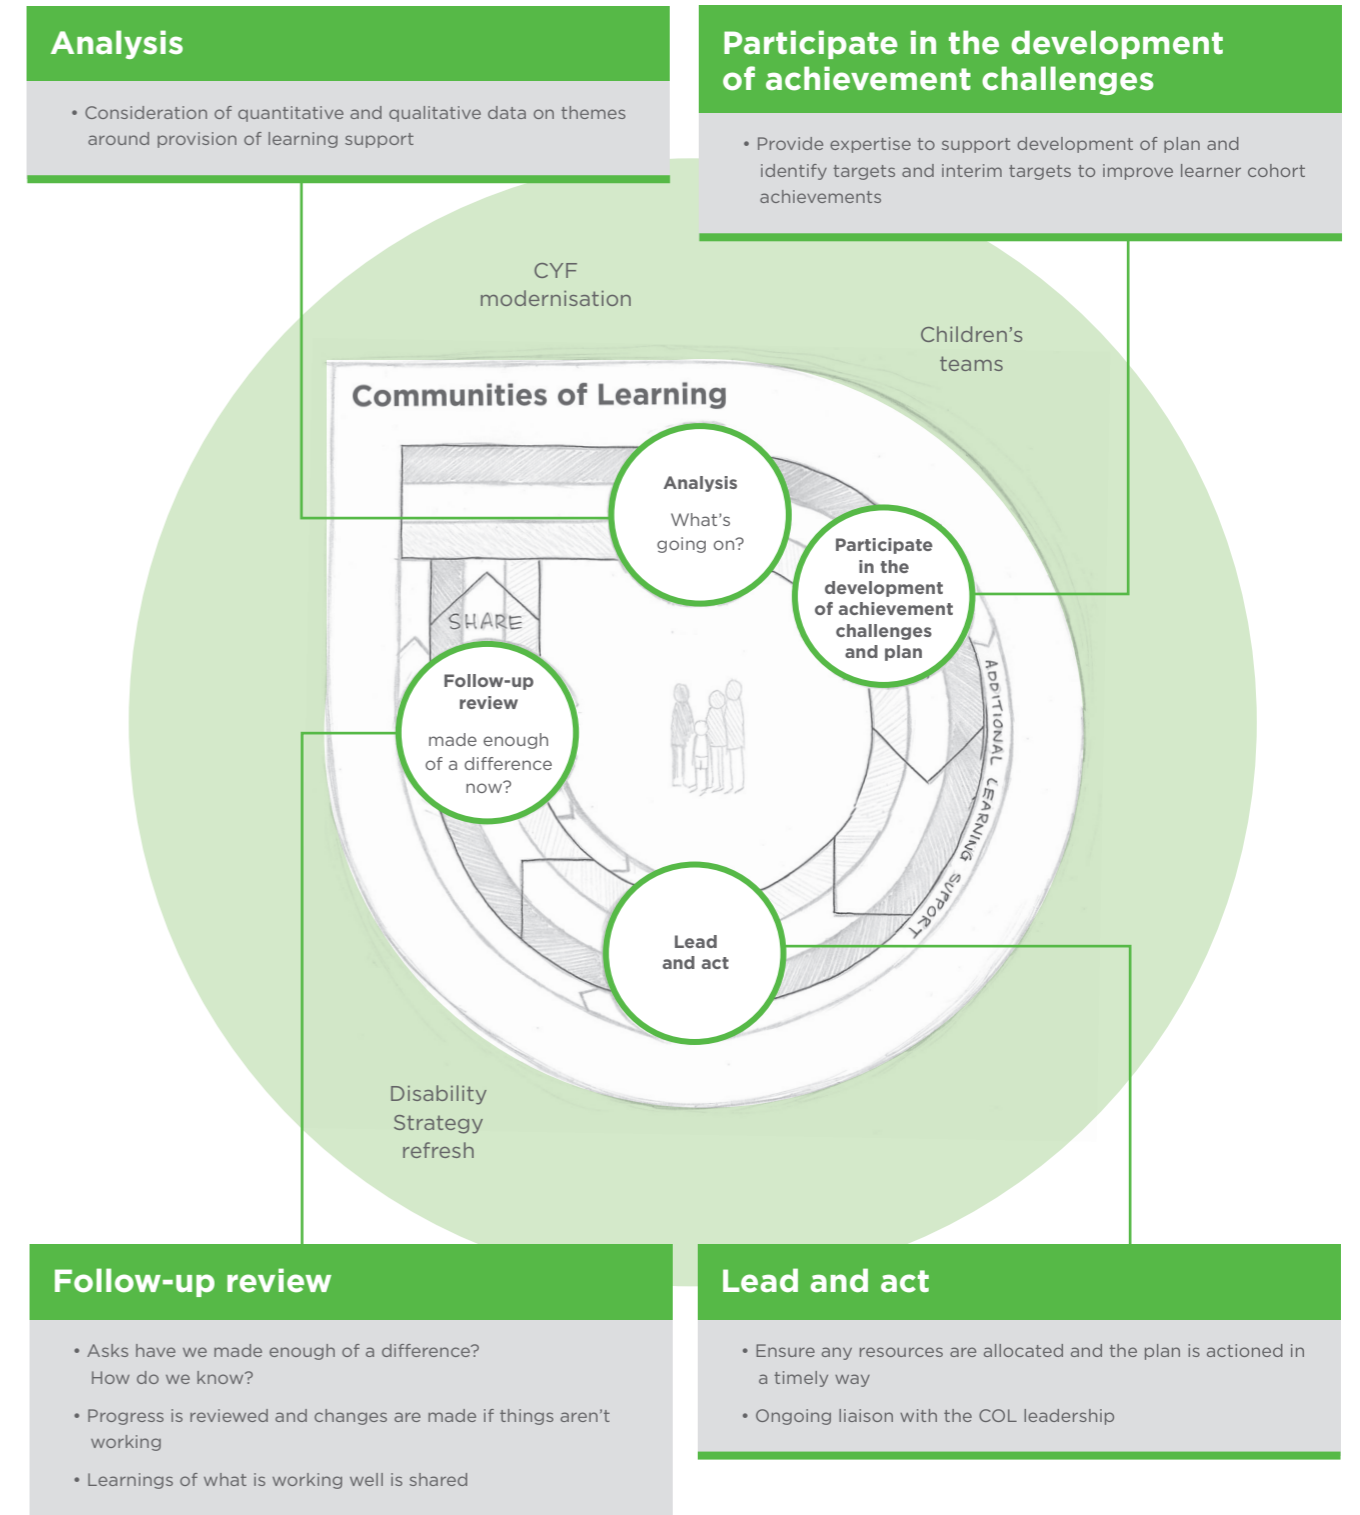 Analysis
• Consideration of quantitative and qualitative data on themes
around provision of learning support
Participate in the development
of achievement challenges
• Provide expertise to support development of plan and
identify targets and interim targets to improve learner cohort
achievements
CYF
modernisation
Children’s
teams
Communities of Learning
Analysis
What’s
going on?
Participate
in the
development
of achievement
challenges
and plan
SHARE
Follow-up
review
made enough
of a difference
now?
ADDITIONAL LEARNING SUPPORT
Lead
and act
Disability
Strategy
refresh
Follow-up review
• Asks have we made enough of a difference?
How do we know?
• Progress is reviewed and changes are made if things aren’t
working
• Learnings of what is working well is shared
Lead and act
• Ensure any resources are allocated and the plan is actioned in
a timely way
• Ongoing liaison with the COL leadership